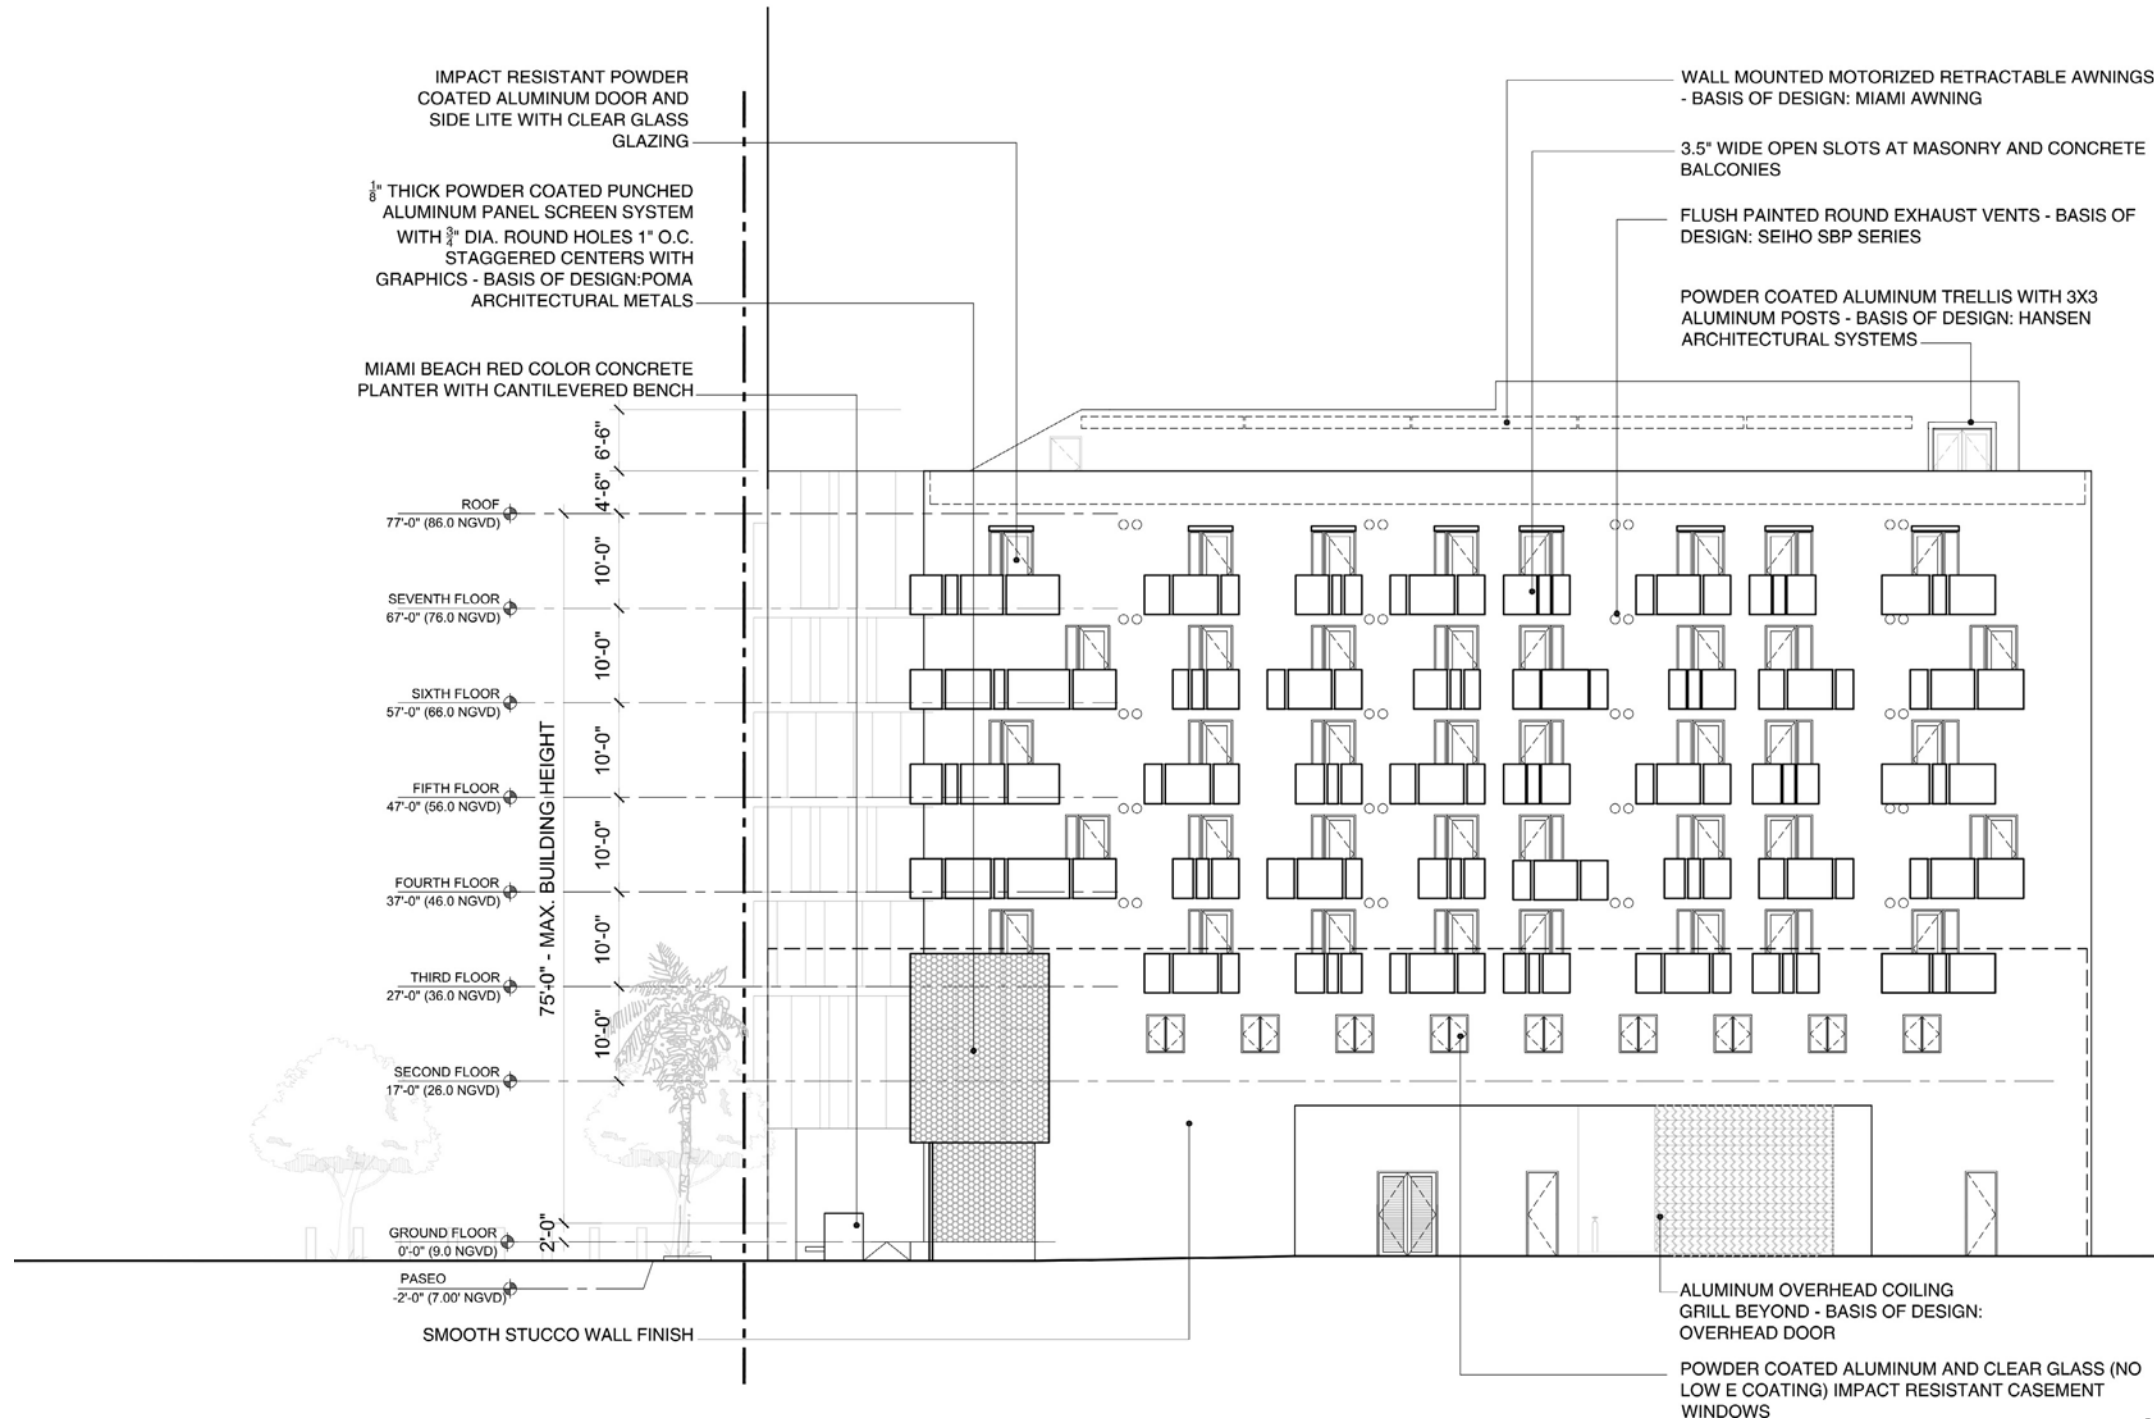 IMPACT RESISTANT POWDER
COATED ALUMINUM DOOR AND
SIDE LITE WITH CLEAR GLASS
GLAZING
1/8" THICK POWDER COATED PUNCHED
ALUMINUM PANEL SCREEN SYSTEM
WITH 3/4" DIA. ROUND HOLES 1" O.C.
STAGGERED CENTERS WITH
GRAPHICS - BASIS OF DESIGN:POMA
ARCHITECTURAL METALS
MIAMI BEACH RED COLOR CONCRETE
PLANTER WITH CANTILEVERED BENCH
WALL MOUNTED MOTORIZED RETRACTABLE AWNINGS
- BASIS OF DESIGN: MIAMI AWNING
3.5" WIDE OPEN SLOTS AT MASONRY AND CONCRETE
BALCONIES
FLUSH PAINTED ROUND EXHAUST VENTS - BASIS OF
DESIGN: SEIHO SBP SERIES
POWDER COATED ALUMINUM TRELLIS WITH 3X3
ALUMINUM POSTS - BASIS OF DESIGN: HANSEN
ARCHITECTURAL SYSTEMS
6'-6"
4'-6"
ROOF
77'-0" (86.0 NGVD)
10'-0"
SEVENTH FLOOR
67'-0" (76.0 NGVD)
10'-0"
SIXTH FLOOR
57'-0" (66.0 NGVD)
10'-0"
FIFTH FLOOR
47'-0" (56.0 NGVD)
75'-0" - MAX. BUILDING HEIGHT
10'-0"
FOURTH FLOOR
37'-0" (46.0 NGVD)
10'-0"
THIRD FLOOR
27'-0" (36.0 NGVD)
10'-0"
SECOND FLOOR
17'-0" (26.0 NGVD)
2'-0"
GROUND FLOOR
0'-0" (9.0 NGVD)
PASEO
-2'-0" (7.00' NGVD)
SMOOTH STUCCO WALL FINISH
ALUMINUM OVERHEAD COILING
GRILL BEYOND - BASIS OF DESIGN:
OVERHEAD DOOR
POWDER COATED ALUMINUM AND CLEAR GLASS (NO
LOW E COATING) IMPACT RESISTANT CASEMENT
WINDOWS